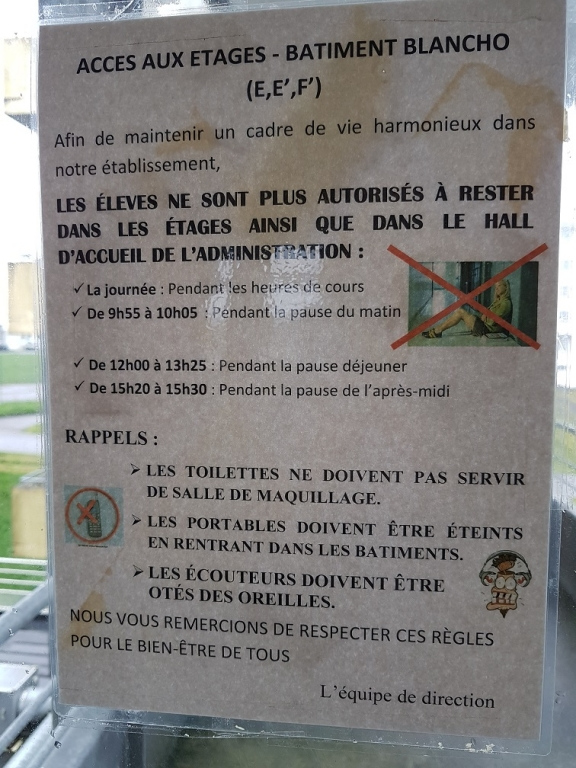 ACCES AUX ETAGES - BATIMENT BLANCHO
(E,E',F')
Afin de maintenir un cadre de vie harmonieux dans
notre établissement,
LES ÉLEVES NE SONT PLUS AUTORISÉS À RESTER
DANS LES ÉTAGES AINSI QUE DANS LE HALL
D'ACCUEIL DE L'ADMINISTRATION :
✓ La journée : Pendant les heures de cours
✓ De 9h55 à 10h05 : Pendant la pause du matin
✓ De 12h00 à 13h25 : Pendant la pause déjeuner
✓ De 15h20 à 15h30 : Pendant la pause de l'après-midi
RAPPELS :
➢ LES TOILETTES NE DOIVENT PAS SERVIR
DE SALLE DE MAQUILLAGE.
➢ LES PORTABLES DOIVENT ÊTRE ÉTEINTS
EN RENTRANT DANS LES BATIMENTS.
➢ LES ÉCOUTEURS DOIVENT ÊTRE
OTÉS DES OREILLES.
NOUS VOUS REMERCIONS DE RESPECTER CES RÈGLES
POUR LE BIEN-ÊTRE DE TOUS
L'équipe de direction